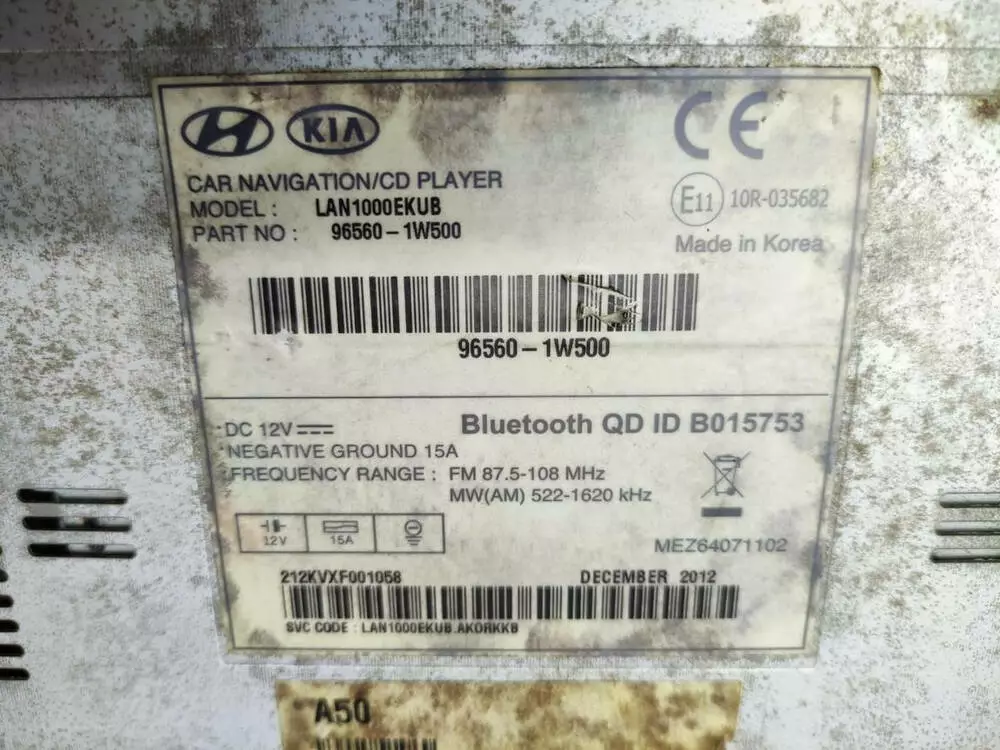 KIA
CE
CAR NAVIGATION/CD PLAYER
MODEL : LAN1000EKUB
PART NO : 96560-1W500
E11 10R-035682
Made in Korea
96560-1W500
DC 12V
Bluetooth QD ID B015753
NEGATIVE GROUND 15A
FREQUENCY RANGE : FM 87.5-108 MHz
MW(AM) 522-1620 kHz
12V 15A
MEZ64071102
212KVXF001058 DECEMBER 2012
SVC CODE : LAN1000EKUB.AKORKKB
A50